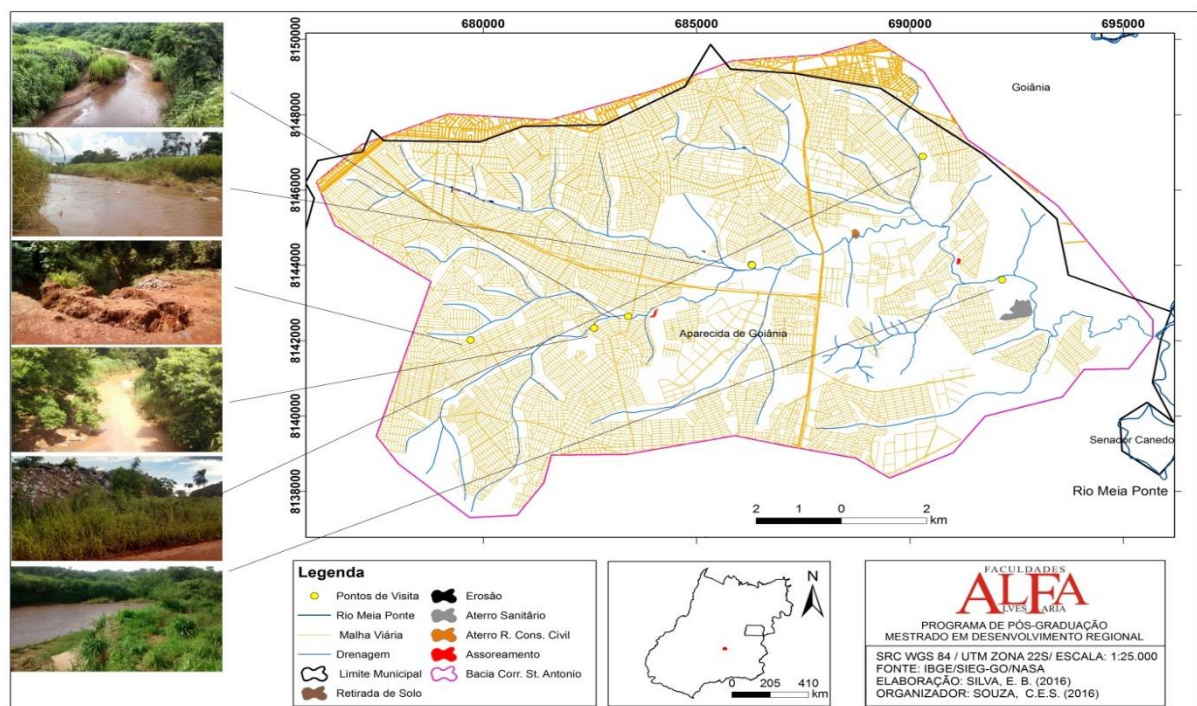 680000
685000
690000
695000
8150000
8148000
8146000
8144000
8142000
8140000
8138000
Goiânia
Aparecida de Goiânia
Senador Canedo
Rio Meia Ponte
2 1 0 2
km
Legenda
Pontos de Visita
Rio Meia Ponte
Malha Viária
Drenagem
Limite Municipal
Retirada de Solo
Erosão
Aterro Sanitário
Aterro R. Cons. Civil
Assoreamento
Bacia Corr. St. Antonio
N
0 205 410
km
FACULDADES
ALFA
ALVES FARIA
PROGRAMA DE PÓS-GRADUAÇÃO
MESTRADO EM DESENVOLVIMENTO REGIONAL
SRC WGS 84 / UTM ZONA 22S/ ESCALA: 1:25.000
FONTE: IBGE/SIEG-GO/NASA
ELABORAÇÃO: SILVA, E. B. (2016)
ORGANIZADOR: SOUZA, C.E.S. (2016)